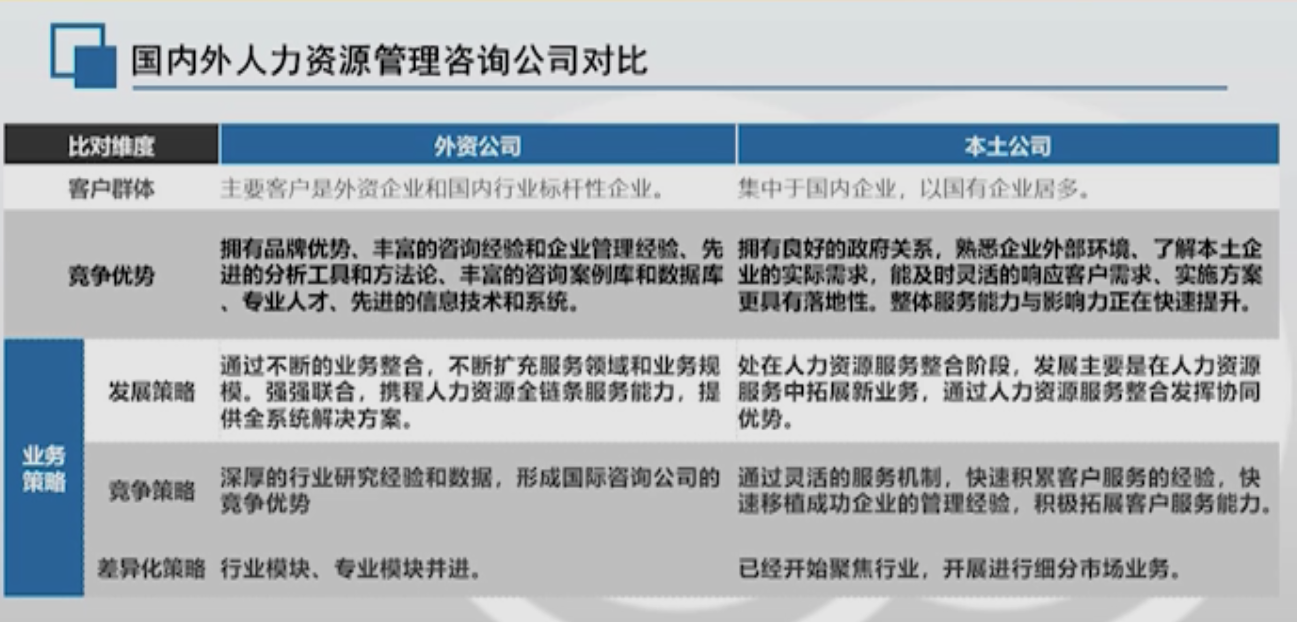 国内外人力资源管理咨询公司对比
比对维度
外资公司
本土公司
客户群体
主要客户是外资企业和国内行业标杆性企业。
集中于国内企业，以国有企业居多。
竞争优势
拥有品牌优势、丰富的咨询经验和企业管理经验、先
进的分析工具和方法论、丰富的咨询案例库和数据库
、专业人才、先进的信息技术和系统。
拥有良好的政府关系，熟悉企业外部环境、了解本土企
业的实际需求，能及时灵活的响应客户需求、实施方案
更具有落地性。整体服务能力与影响力正在快速提升。
业务
策略
发展策略
通过不断的业务整合，不断扩充服务领域和业务规
模。强强联合，携程人力资源全链条服务能力，提
供全系统解决方案。
处在人力资源服务整合阶段，发展主要是在人力资源
服务中拓展新业务，通过人力资源服务整合发挥协同
优势。
竞争策略
深厚的行业研究经验和数据，形成国际咨询公司的
竞争优势
通过灵活的服务机制，快速积累客户服务的经验，快
速移植成功企业的管理经验，积极拓展客户服务能力。
差异化策略
行业模块、专业模块并进。
已经开始聚焦行业，开展进行细分市场业务。